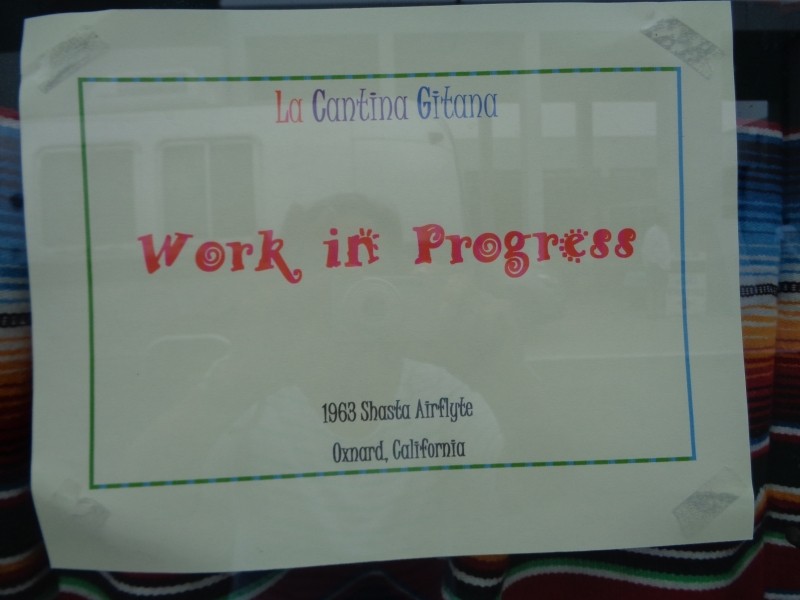 La Cantina Gitana
Work in Progress
1963 Shasta Airflyte
Oxnard, California